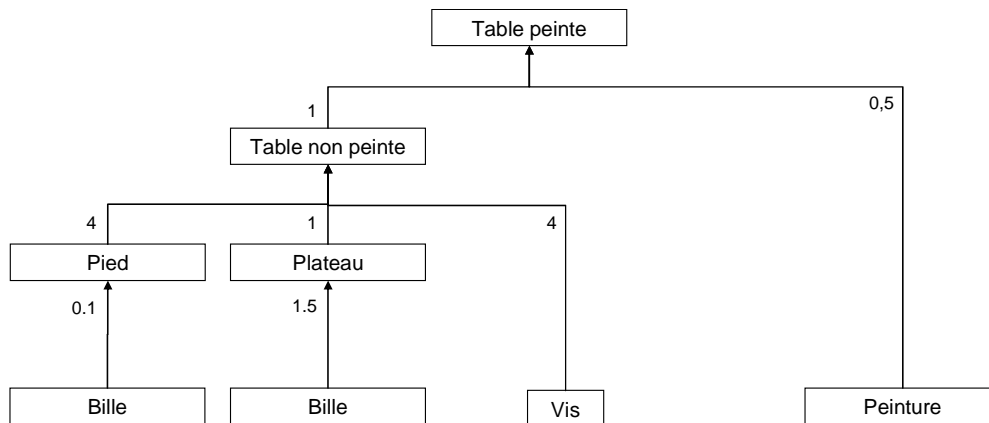 Table peinte
1
0,5
Table non peinte
4
1
4
Pied
Plateau
0.1
1.5
Bille
Bille
Vis
Peinture